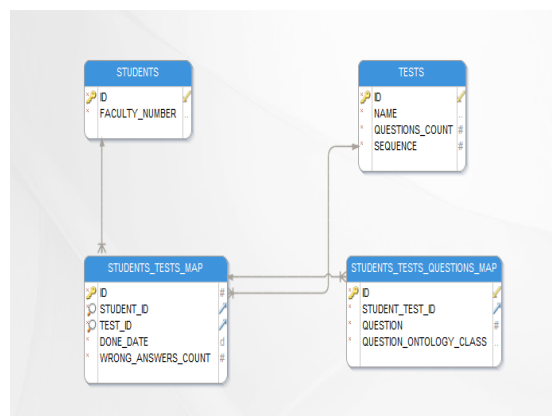 STUDENTS
ID
FACULTY_NUMBER
TESTS
ID
NAME
QUESTIONS_COUNT #
SEQUENCE #
STUDENTS_TESTS_MAP
ID #
STUDENT_ID
TEST_ID
DONE_DATE d
WRONG_ANSWERS_COUNT #
STUDENTS_TESTS_QUESTIONS_MAP
ID
STUDENT_TEST_ID
QUESTION #
QUESTION_ONTOLOGY_CLASS